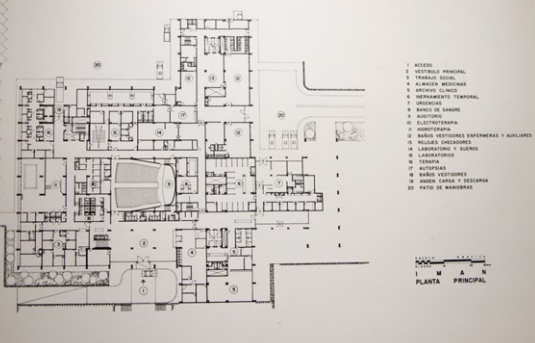 1 ACCESO
2 VESTIBULO PRINCIPAL
3 TRABAJO SOCIAL
4 ALMACEN MEDICINAS
5 ARCHIVO CLINICO
6 INTERNAMIENTO TEMPORAL
7 URGENCIAS
8 BANCO DE SANGRE
9 AUDITORIO
10 ELECTROTERAPIA
11 HIDROTERAPIA
12 BAÑOS VESTIDORES ENFERMERAS Y AUXILIARES
13 RELOJES CHECADORES
14 LABORATORIO Y SUEROS
15 LABORATORIOS
16 TERAPIA
17 AUTOPSIAS
18 BAÑOS VESTIDORES
19 ANDEN CARGA Y DESCARGA
20 PATIO DE MANIOBRAS
I M A N
PLANTA PRINCIPAL